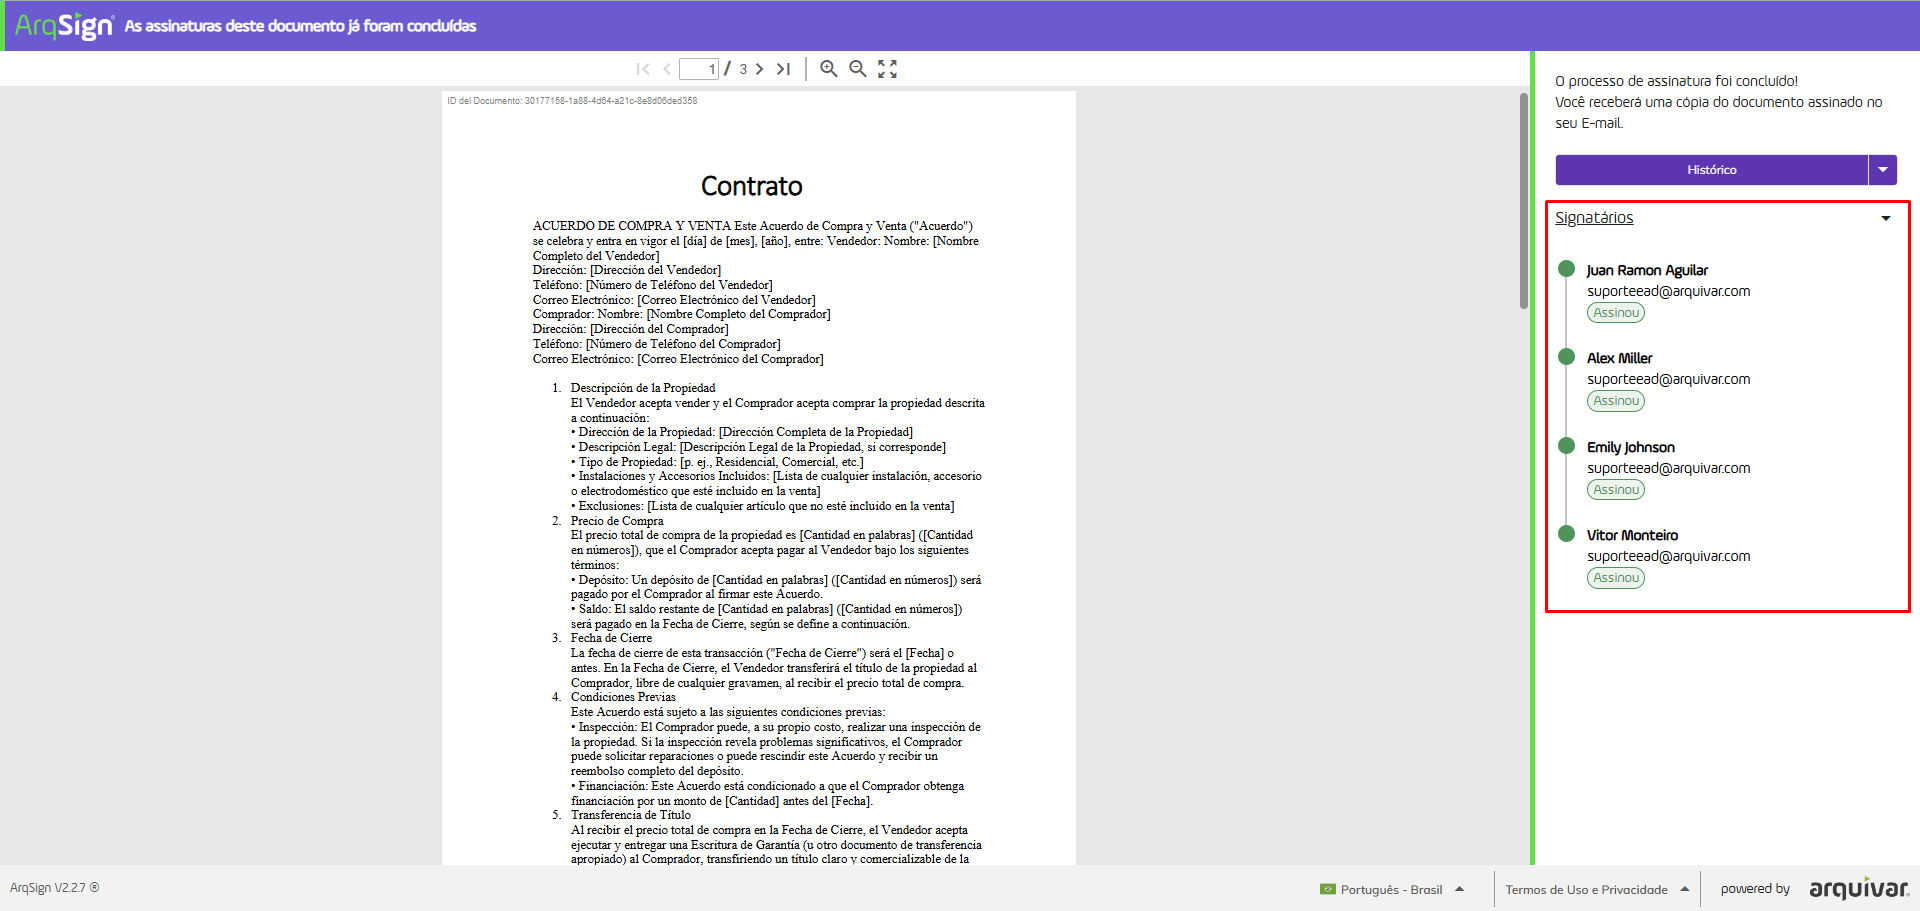 ArqSign® As assinaturas deste documento já foram concluídas
1 / 3
ID del Documento: 30177158-1a88-4d64-a21c-8e8d06ded358
Contrato
ACUERDO DE COMPRA Y VENTA Este Acuerdo de Compra y Venta ("Acuerdo")
se celebra y entra en vigor el [día] de [mes], [año], entre: Vendedor: Nombre: [Nombre
Completo del Vendedor]
Dirección: [Dirección del Vendedor]
Teléfono: [Número de Teléfono del Vendedor]
Correo Electrónico: [Correo Electrónico del Vendedor]
Comprador: Nombre: [Nombre Completo del Comprador]
Dirección: [Dirección del Comprador]
Teléfono: [Número de Teléfono del Comprador]
Correo Electrónico: [Correo Electrónico del Comprador]
1. Descripción de la Propiedad
El Vendedor acepta vender y el Comprador acepta comprar la propiedad descrita
a continuación:
• Dirección de la Propiedad: [Dirección Completa de la Propiedad]
• Descripción Legal: [Descripción Legal de la Propiedad, si corresponde]
• Tipo de Propiedad: [p. ej., Residencial, Comercial, etc.]
• Instalaciones y Accesorios Incluidos: [Lista de cualquier instalación, accesorio
o electrodoméstico que esté incluido en la venta]
• Exclusiones: [Lista de cualquier artículo que no esté incluido en la venta]
2. Precio de Compra
El precio total de compra de la propiedad es [Cantidad en palabras] ([Cantidad
en números]), que el Comprador acepta pagar al Vendedor bajo los siguientes
términos:
• Depósito: Un depósito de [Cantidad en palabras] ([Cantidad en números]) será
pagado por el Comprador al firmar este Acuerdo.
• Saldo: El saldo restante de [Cantidad en palabras] ([Cantidad en números])
será pagado en la Fecha de Cierre, según se define a continuación.
3. Fecha de Cierre
La fecha de cierre de esta transacción ("Fecha de Cierre") será el [Fecha] o
antes. En la Fecha de Cierre, el Vendedor transferirá el título de la propiedad al
Comprador, libre de cualquier gravamen, al recibir el precio total de compra.
4. Condiciones Previas
Este Acuerdo está sujeto a las siguientes condiciones previas:
• Inspección: El Comprador puede, a su propio costo, realizar una inspección de
la propiedad. Si la inspección revela problemas significativos, el Comprador
puede solicitar reparaciones o puede rescindir este Acuerdo y recibir un
reembolso completo del depósito.
• Financiación: Este Acuerdo está condicionado a que el Comprador obtenga
financiación por un monto de [Cantidad] antes del [Fecha].
5. Transferencia de Título
Al recibir el precio total de compra en la Fecha de Cierre, el Vendedor acepta
ejecutar y entregar una Escritura de Garantía (u otro documento de transferencia
apropiado) al Comprador, transfiriendo un título claro y comercializable de la
O processo de assinatura foi concluído!
Você receberá uma cópia do documento assinado no
seu E-mail.
Histórico
Signatários
Juan Ramon Aguilar
suporteead@arquivar.com
Assinou
Alex Miller
suporteead@arquivar.com
Assinou
Emily Johnson
suporteead@arquivar.com
Assinou
Vitor Monteiro
suporteead@arquivar.com
Assinou
ArqSign V2.2.7 ®
Português - Brasil
Termos de Uso e Privacidade
powered by arquivar.